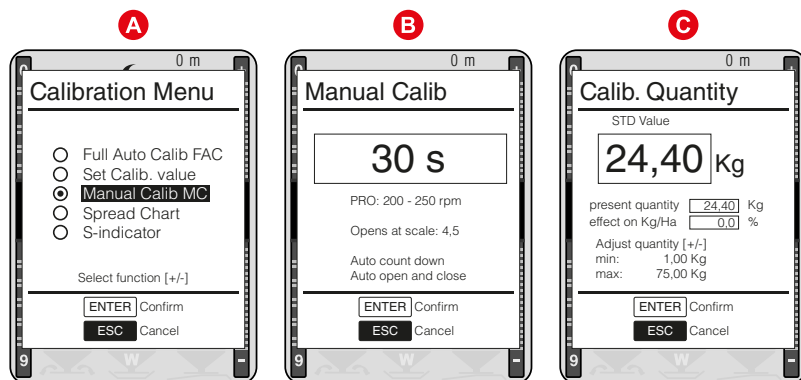 A
0 m
Calibration Menu
Full Auto Calib FAC
Set Calib. value
Manual Calib MC
Spread Chart
S-indicator
Select function [+/-]
ENTER Confirm
ESC Cancel
9 W -
B
0 m
Manual Calib
30 s
PRO: 200 - 250 rpm
Opens at scale: 4,5
Auto count down
Auto open and close
ENTER Confirm
ESC Cancel
9 W -
C
0 m
Calib. Quantity
STD Value
24,40 Kg
present quantity 24,40 Kg
effect on Kg/Ha 0,0 %
Adjust quantity [+/-]
min: 1,00 Kg
max: 75,00 Kg
ENTER Confirm
ESC Cancel
9 W -